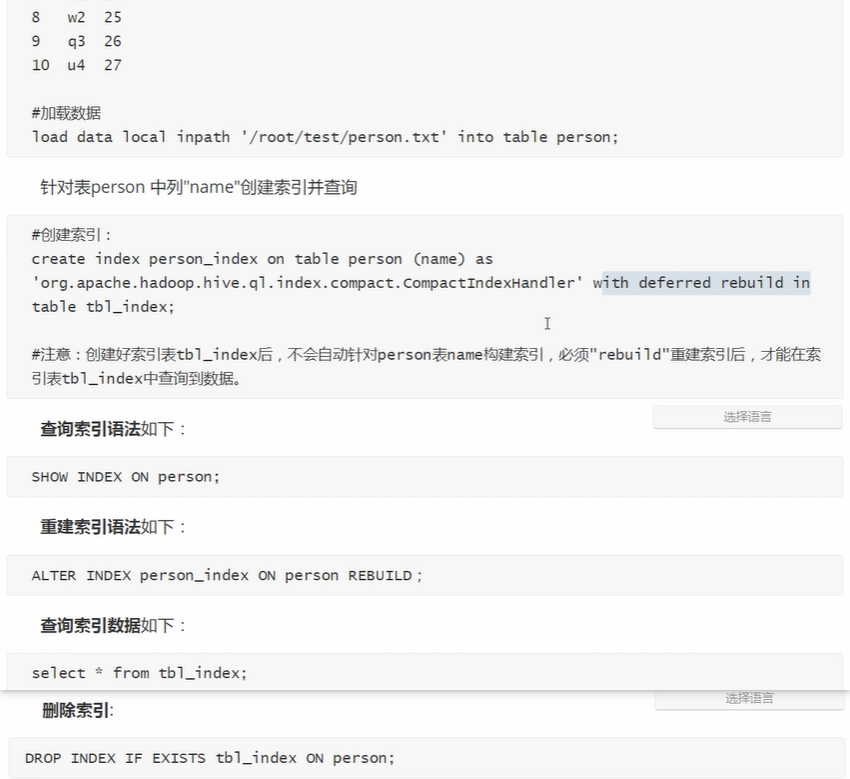 8 w2 25
9 q3 26
10 u4 27
#加载数据
load data local inpath '/root/test/person.txt' into table person;
针对表person 中列"name"创建索引并查询
#创建索引：
create index person_index on table person (name) as
'org.apache.hadoop.hive.ql.index.compact.CompactIndexHandler' with deferred rebuild in
table tbl_index;
#注意：创建好索引表tbl_index后，不会自动针对person表name构建索引，必须"rebuild"重建索引后，才能在索
引表tbl_index中查询到数据。
选择语言
查询索引语法如下：
SHOW INDEX ON person;
重建索引语法如下：
ALTER INDEX person_index ON person REBUILD；
查询索引数据如下：
select * from tbl_index;
选择语言
删除索引:
DROP INDEX IF EXISTS tbl_index ON person;